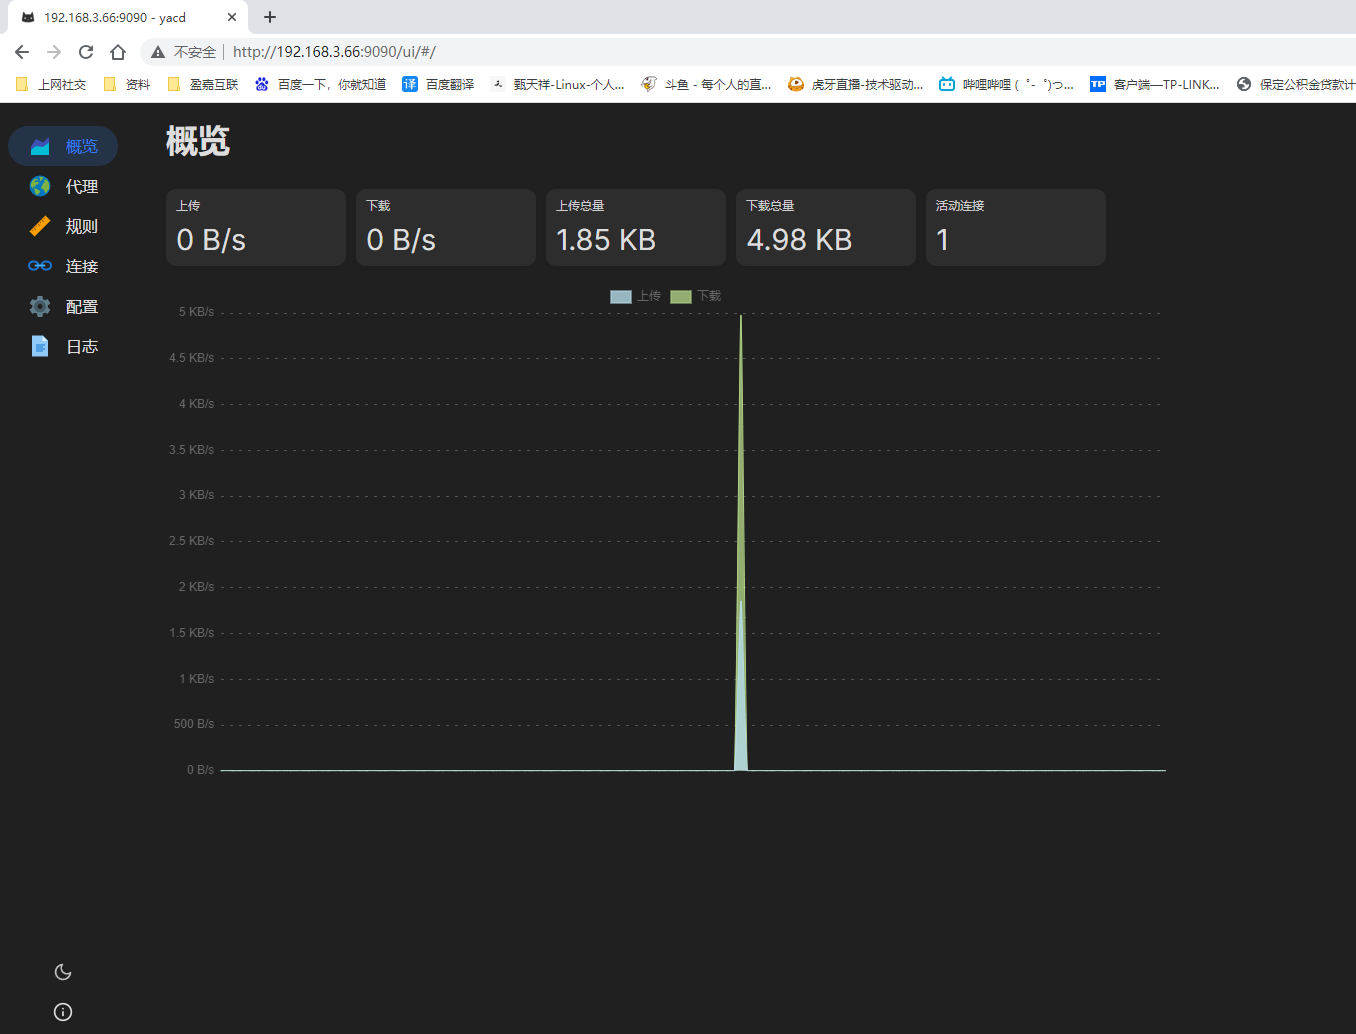 192.168.3.66:9090 - yacd
不安全 http://192.168.3.66:9090/ui/#/
上网社交 资料 盈嘉互联 百度一下，你就知道 译 百度翻译 甄天祥-Linux-个人... 斗鱼 - 每个人的直... 虎牙直播-技术驱动... 哔哩哔哩 ( ゜- ゜)つ... TP 客户端—TP-LINK... 保定公积金贷款计
概览
代理
规则
连接
配置
日志
概览
上传
0 B/s
下载
0 B/s
上传总量
1.85 KB
下载总量
4.98 KB
活动连接
1
上传 下载
5 KB/s
4.5 KB/s
4 KB/s
3.5 KB/s
3 KB/s
2.5 KB/s
2 KB/s
1.5 KB/s
1 KB/s
500 B/s
0 B/s